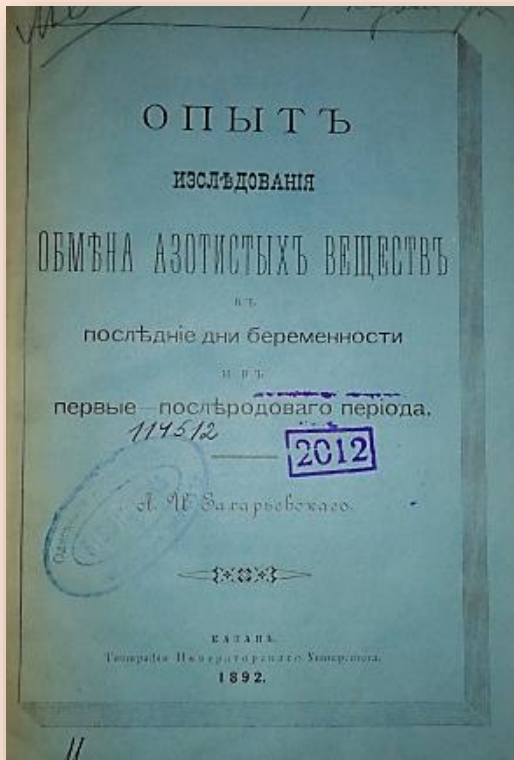 ОПЫТЪ
ИЗСЛѢДОВАНІЯ
ОБМѢНА АЗОТИСТЫХЪ ВЕЩЕСТВЪ
ВЪ
послѣдніе дни беременности
И ВЪ
первые—послѣродоваго періода.
114512
2012
А. И. Захарьевскаго.
КАЗАНЬ.
Типографія Императорскаго Университета.
1892.